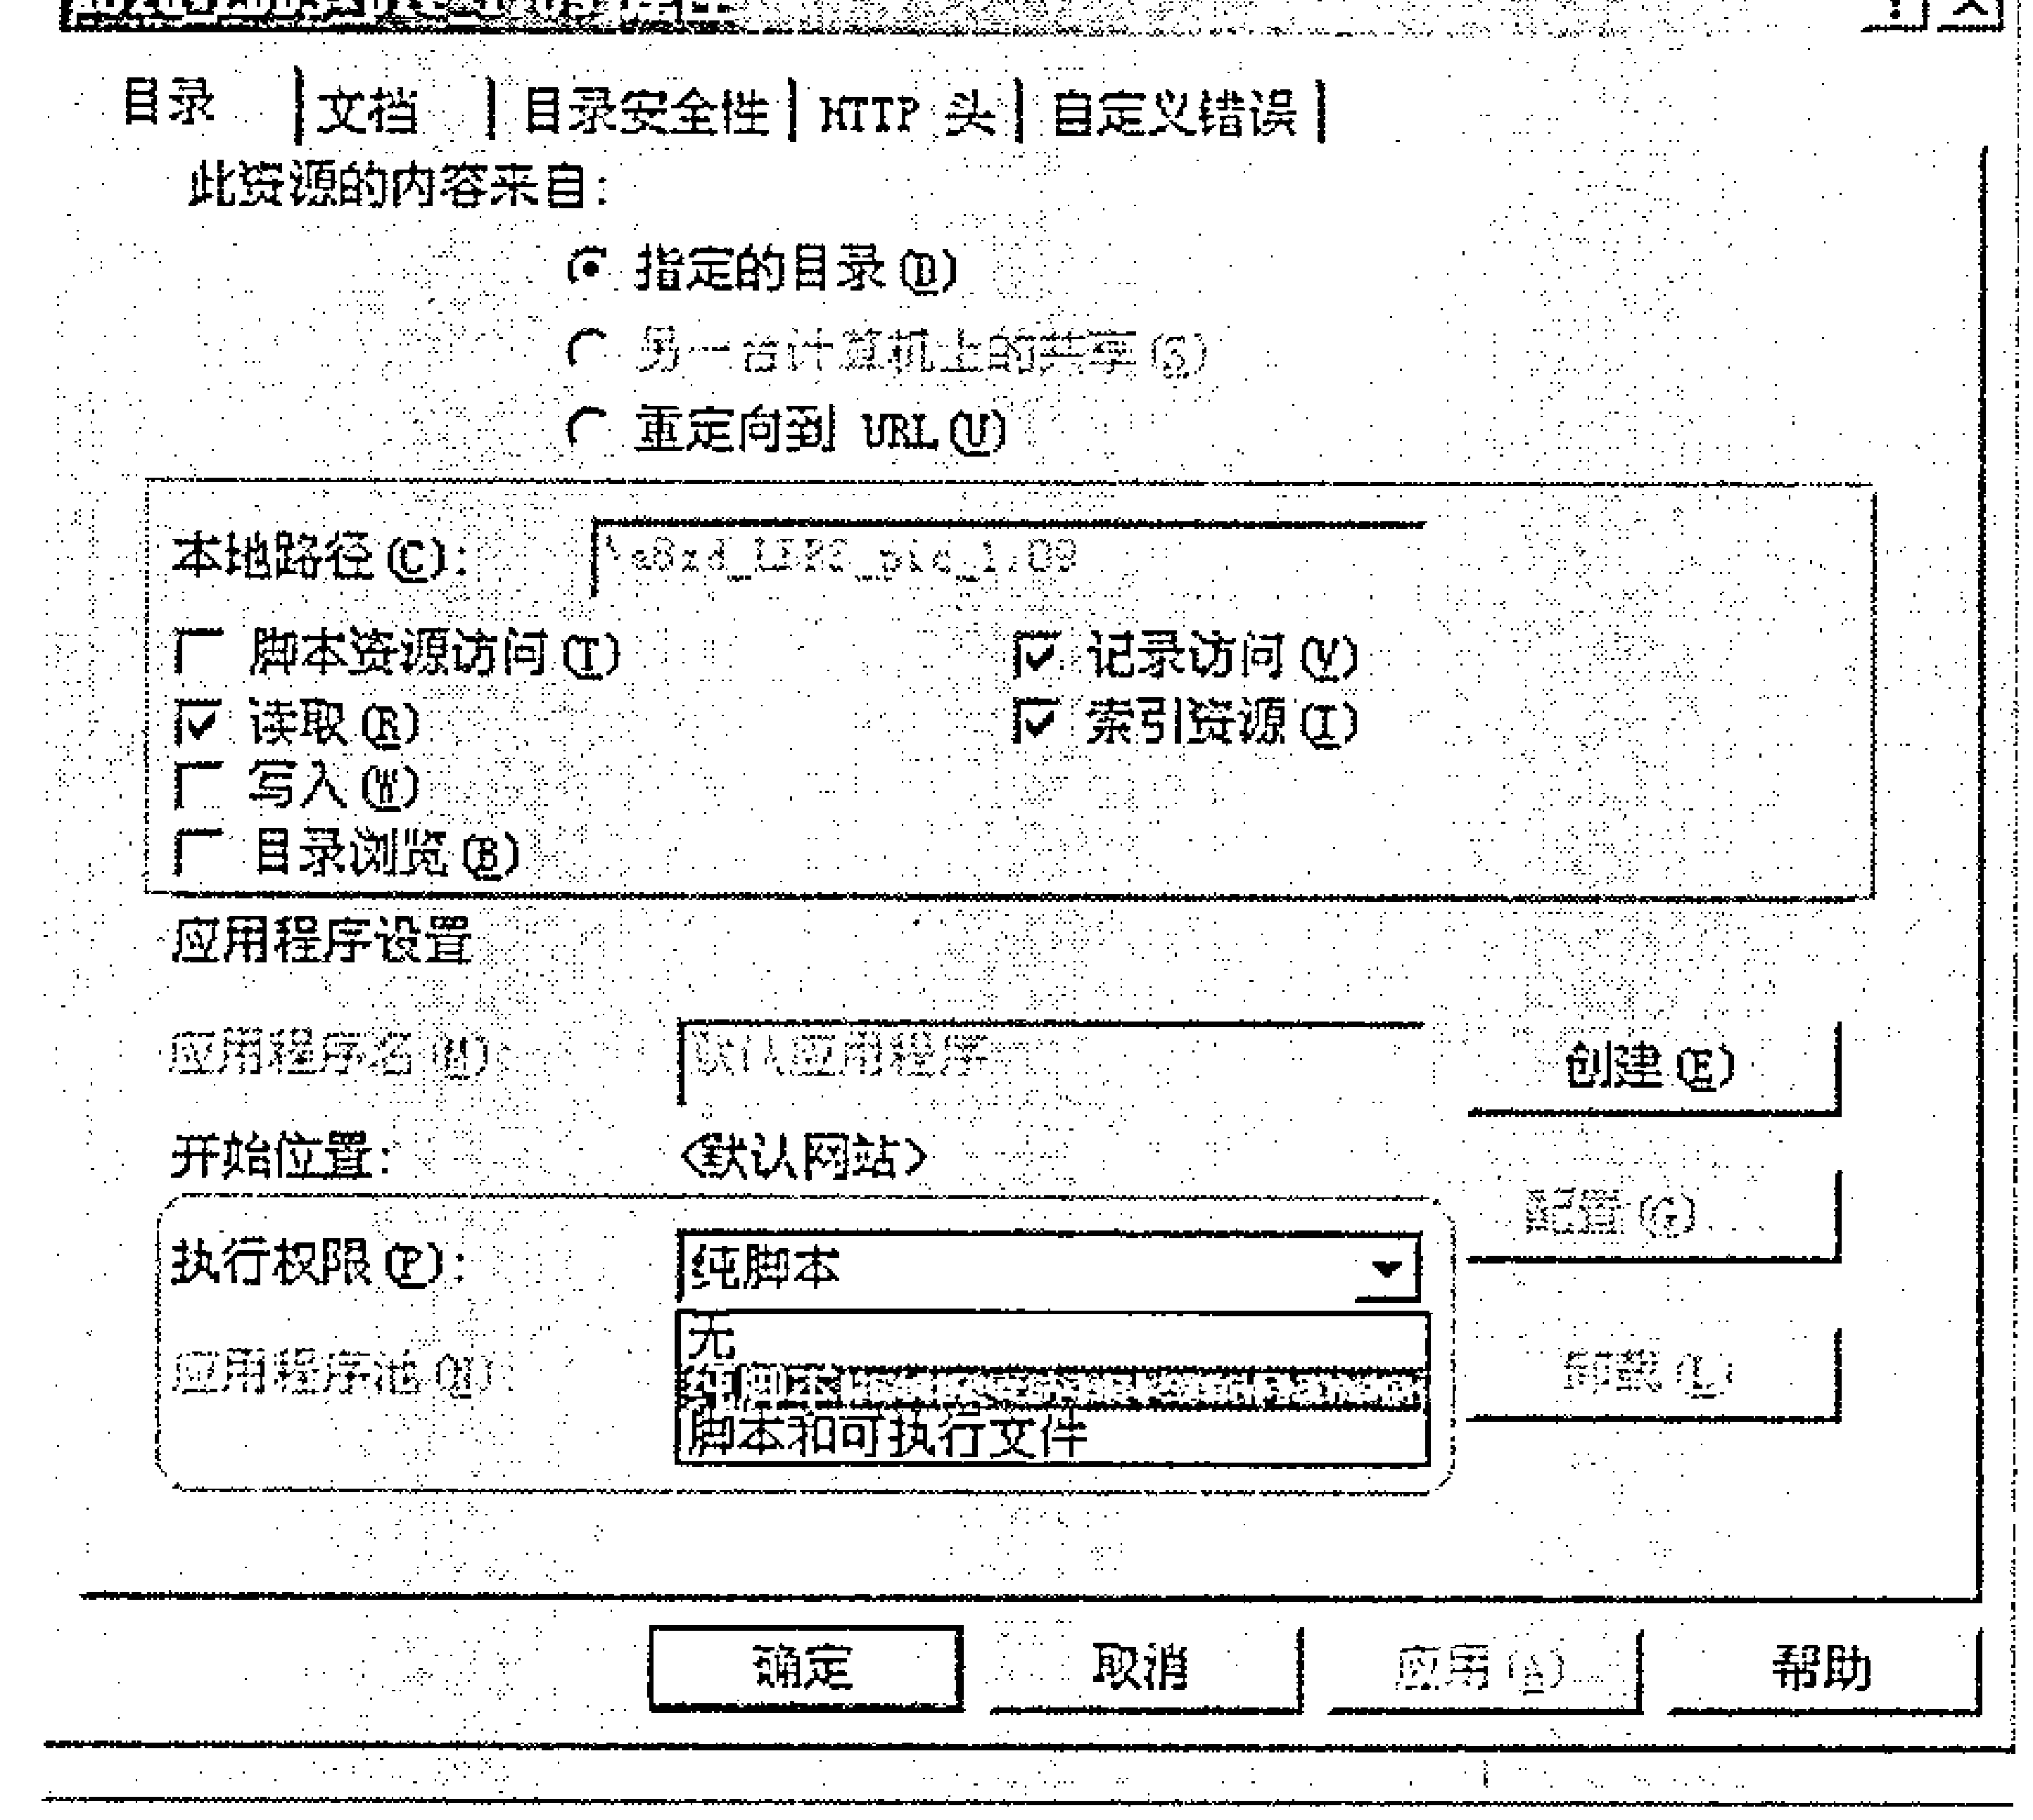 目录 文档 目录安全性 HTTP 头 自定义错误
此资源的内容来自:
指定的目录(D)
另一台计算机上的共享(S)
重定向到 URL(U)
本地路径(C):
脚本资源访问(T) 记录访问(V)
读取(R) 索引资源(I)
写入(W)
目录浏览(B)
应用程序设置
应用程序名(M): 默认应用程序 创建(E)
开始位置: <默认网站>
配置(G)
执行权限(P): 纯脚本
无
应用程序池(N): 纯脚本 卸载(L)
脚本和可执行文件
确定 取消 应用(A) 帮助